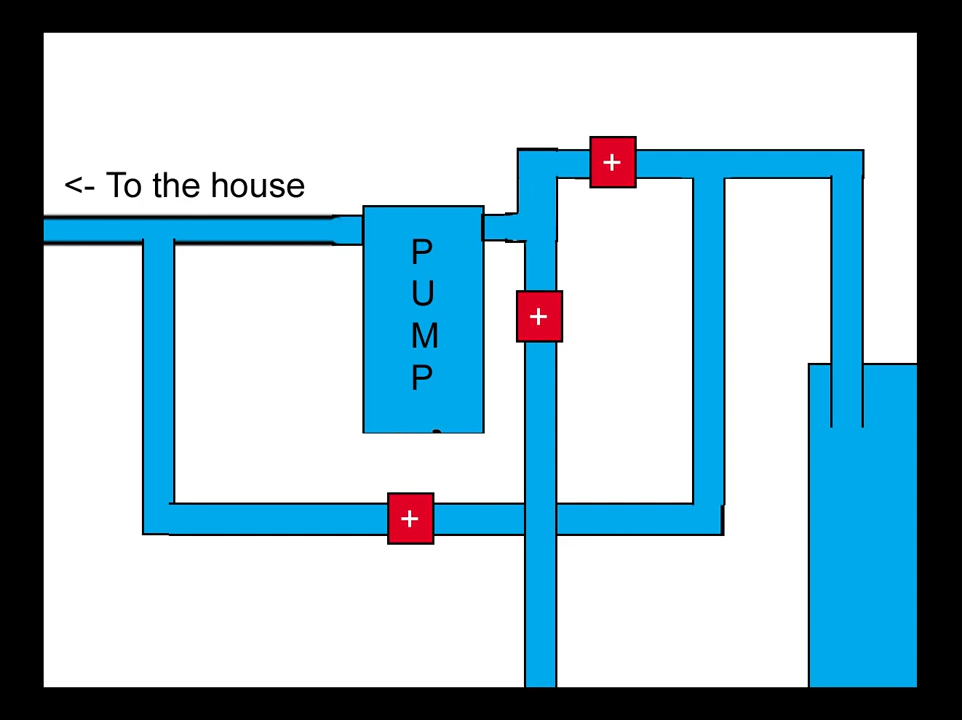 +
<- To the house
P
U
M
P
+
+